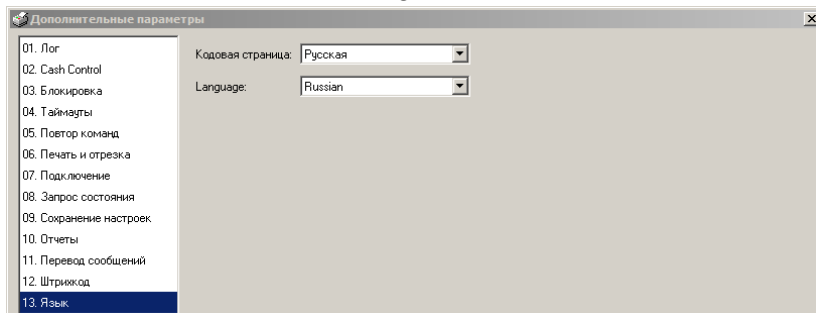 Дополнительные параметры
01. Лог
02. Cash Control
03. Блокировка
04. Таймауты
05. Повтор команд
06. Печать и отрезка
07. Подключение
08. Запрос состояния
09. Сохранение настроек
10. Отчеты
11. Перевод сообщений
12. Штрихкод
13. Язык
Кодовая страница: Русская
Language: Russian